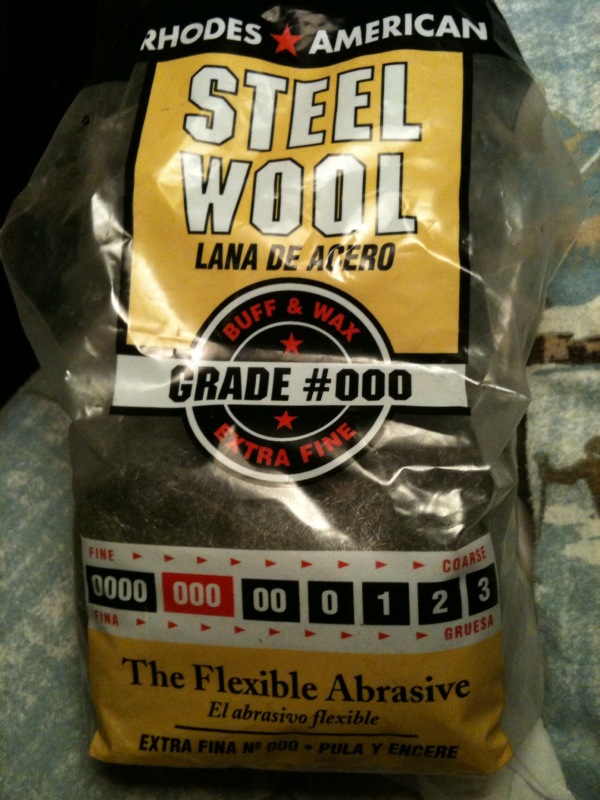 RHODES ★ AMERICAN
STEEL
WOOL
LANA DE ACERO
BUFF & WAX
GRADE #000
EXTRA FINE
FINE COARSE
0000 000 00 0 1 2 3
FINA GRUESA
The Flexible Abrasive
El abrasivo flexible
EXTRA FINA Nº 000 • PULA Y ENCERE